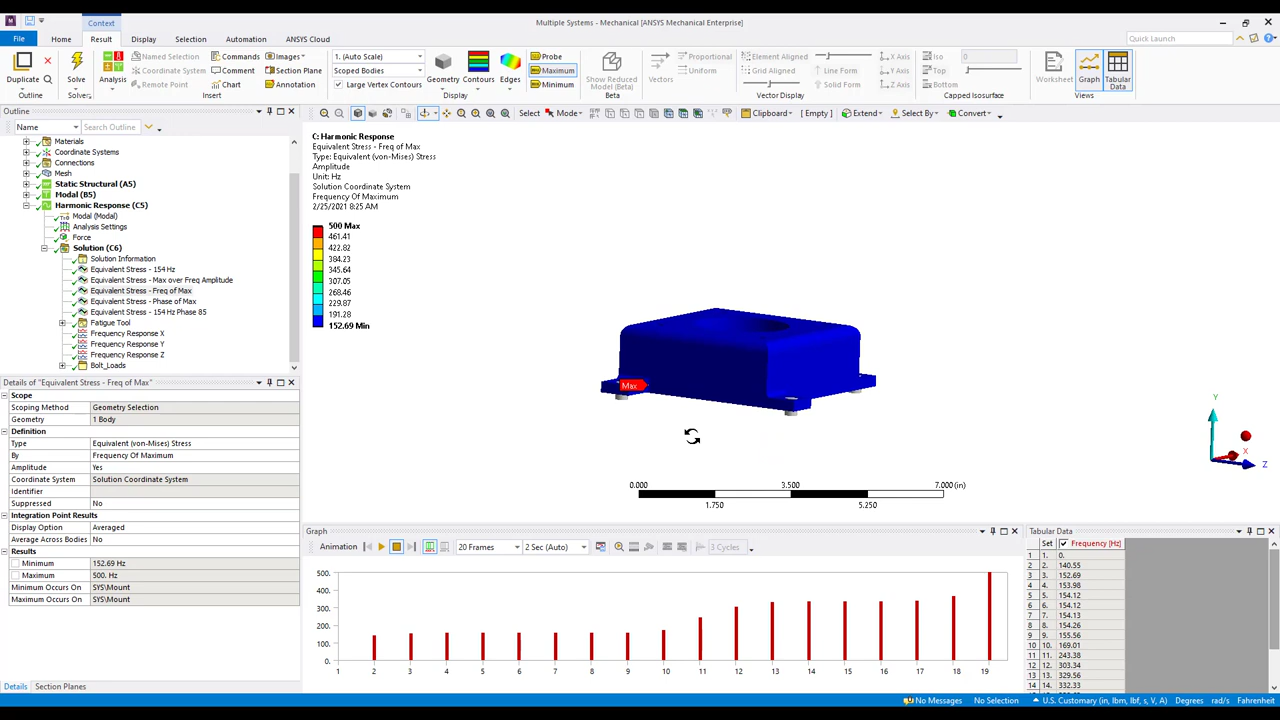 Context
Multiple Systems - Mechanical [ANSYS Mechanical Enterprise]
File Home Result Display Selection Automation ANSYS Cloud
Quick Launch
Duplicate
Outline
Solve
Solver
Analysis
Named Selection
Coordinate System
Remote Point
Commands
Comment
Chart
Images
Section Plane
Annotation
Insert
1. (Auto Scale)
Scoped Bodies
Large Vertex Contours
Geometry
Contours
Edges
Display
Probe
Maximum
Minimum
Show Reduced
Model (Beta)
Beta
Vectors
Proportional
Uniform
Element Aligned
Grid Aligned
Line Form
Solid Form
X Axis
Y Axis
Z Axis
Vector Display
Iso
Top
Bottom
0
Capped Isosurface
Worksheet
Graph
Tabular
Data
Views
Outline
Name
Search Outline
Select Mode
Clipboard
[ Empty ]
Extend
Select By
Convert
Materials
Coordinate Systems
Connections
Mesh
Static Structural (A5)
Modal (B5)
Harmonic Response (C5)
Modal (Modal)
Analysis Settings
Force
Solution (C6)
Solution Information
Equivalent Stress - 154 Hz
Equivalent Stress - Max over Freq Amplitude
Equivalent Stress - Freq of Max
Equivalent Stress - Phase of Max
Equivalent Stress - 154 Hz Phase 85
Fatigue Tool
Frequency Response X
Frequency Response Y
Frequency Response Z
Bolt_Loads
Details of "Equivalent Stress - Freq of Max"
Scope
Scoping Method Geometry Selection
Geometry 1 Body
Definition
Type Equivalent (von-Mises) Stress
By Frequency Of Maximum
Amplitude Yes
Coordinate System Solution Coordinate System
Identifier
Suppressed No
Integration Point Results
Display Option Averaged
Average Across Bodies No
Results
Minimum 152.69 Hz
Maximum 500. Hz
Minimum Occurs On SYS\Mount
Maximum Occurs On SYS\Mount
Details Section Planes
C: Harmonic Response
Equivalent Stress - Freq of Max
Type: Equivalent (von-Mises) Stress
Amplitude
Unit: Hz
Solution Coordinate System
Frequency Of Maximum
2/25/2021 8:25 AM
500 Max
461.41
422.82
384.23
345.64
307.05
268.46
229.87
191.28
152.69 Min
Max
Y
X
Z
0.000 3.500 7.000 (in)
1.750 5.250
Graph
Animation 20 Frames 2 Sec (Auto) 3 Cycles
500.
400.
300.
200.
100.
0.
1 2 3 4 5 6 7 8 9 10 11 12 13 14 15 16 17 18 19
Tabular Data
Set Frequency [Hz]
1 1. 0.
2 2. 140.55
3 3. 152.69
4 4. 153.98
5 5. 154.12
6 6. 154.12
7 7. 154.13
8 8. 154.26
9 9. 155.56
10 10. 169.01
11 11. 243.38
12 12. 303.34
13 13. 329.56
14 14. 332.33
No Messages No Selection U.S. Customary (in, lbm, lbf, s, V, A) Degrees rad/s Fahrenheit